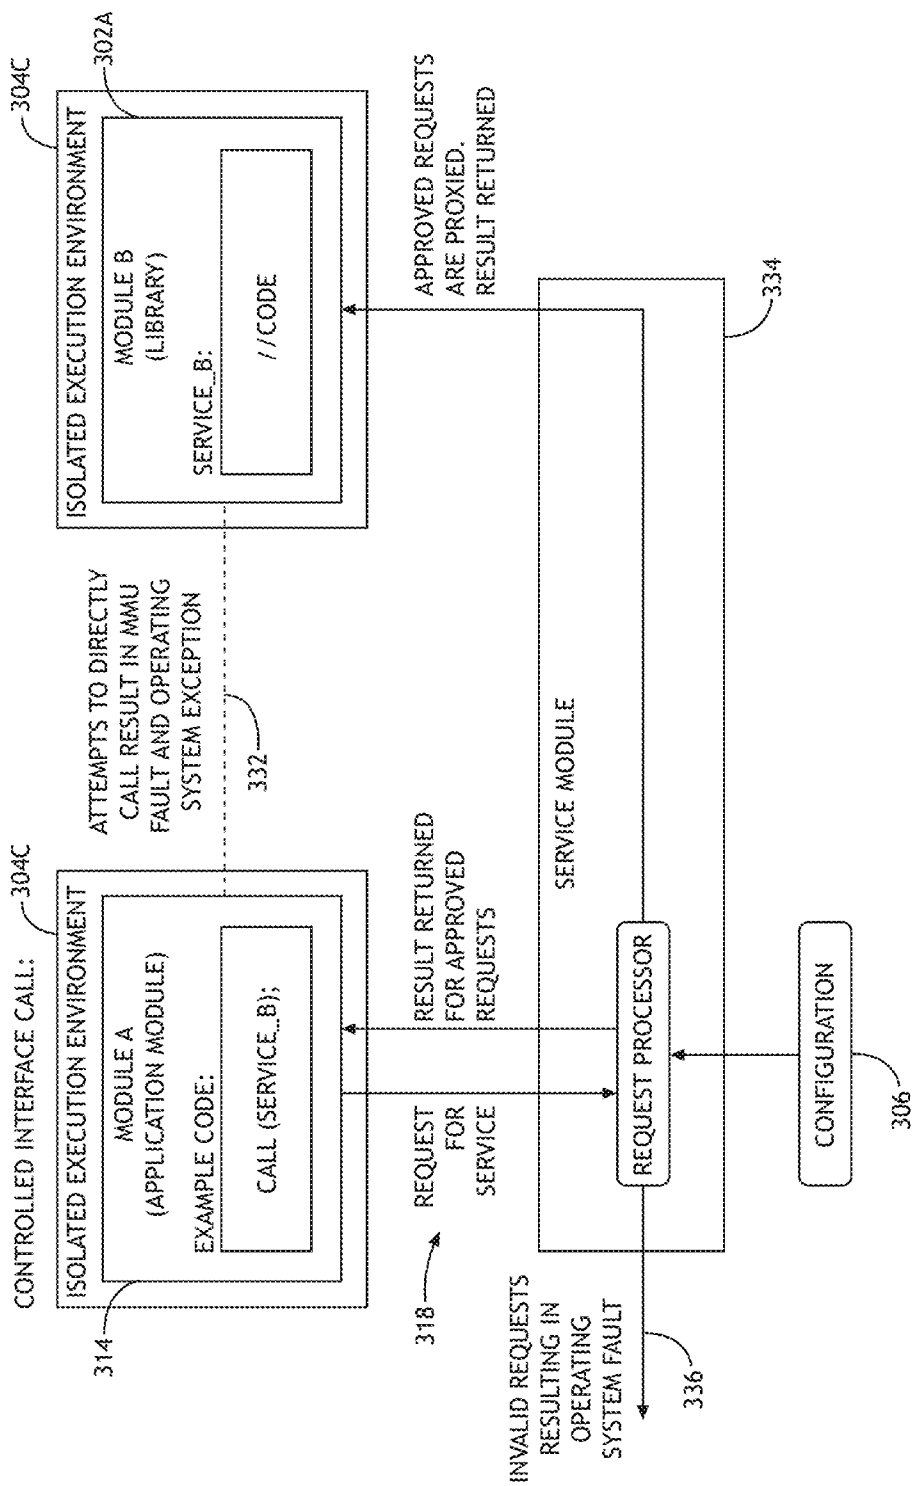 CONTROLLED INTERFACE CALL:
304C
ISOLATED EXECUTION ENVIRONMENT
314
MODULE A
(APPLICATION MODULE)
EXAMPLE CODE:
CALL (SERVICE_B);
ATTEMPTS TO DIRECTLY
CALL RESULT IN MMU
FAULT AND OPERATING
SYSTEM EXCEPTION
332
304C
ISOLATED EXECUTION ENVIRONMENT
302A
MODULE B
(LIBRARY)
SERVICE_B:
//CODE
318
REQUEST
FOR
SERVICE
RESULT RETURNED
FOR APPROVED
REQUESTS
APPROVED REQUESTS
ARE PROXIED.
RESULT RETURNED
INVALID REQUESTS
RESULTING IN
OPERATING
SYSTEM FAULT
336
SERVICE MODULE
REQUEST PROCESSOR
334
CONFIGURATION
306